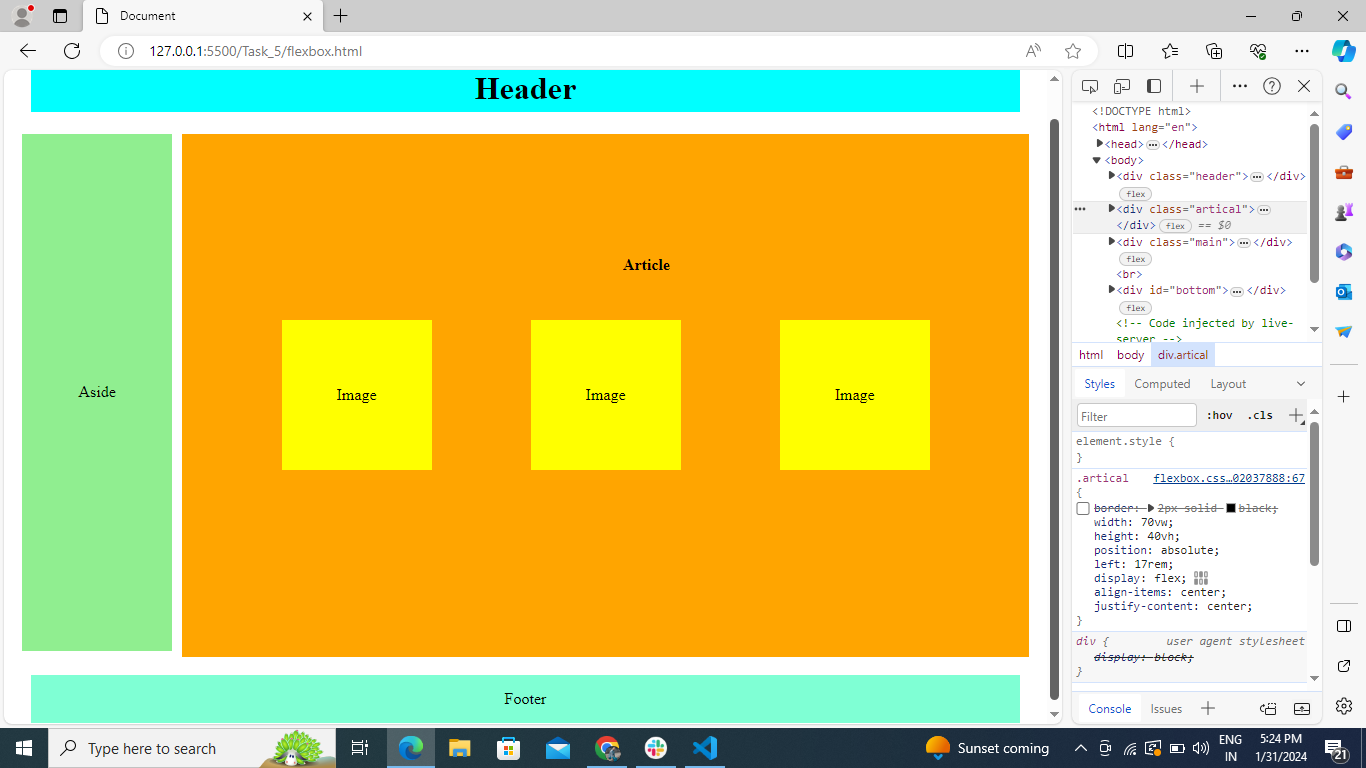 Document
127.0.0.1:5500/Task_5/flexbox.html
Header
Article
Aside
Image
Image
Image
Footer
<!DOCTYPE html>
<html lang="en">
<head>…</head>
<body>
<div class="header">…</div>
flex
<div class="artical">…
</div> flex == $0
<div class="main">…</div>
flex
<br>
<div id="bottom">…</div>
flex
<!-- Code injected by live-
server -->
html body div.artical
Styles Computed Layout
Filter :hov .cls
element.style {
}
.artical flexbox.css…02037888:67
{
border: 2px solid black;
width: 70vw;
height: 40vh;
position: absolute;
left: 17rem;
display: flex;
align-items: center;
justify-content: center;
}
div { user agent stylesheet
display: block;
}
Console Issues
Type here to search
Sunset coming
ENG
IN
5:24 PM
1/31/2024
21